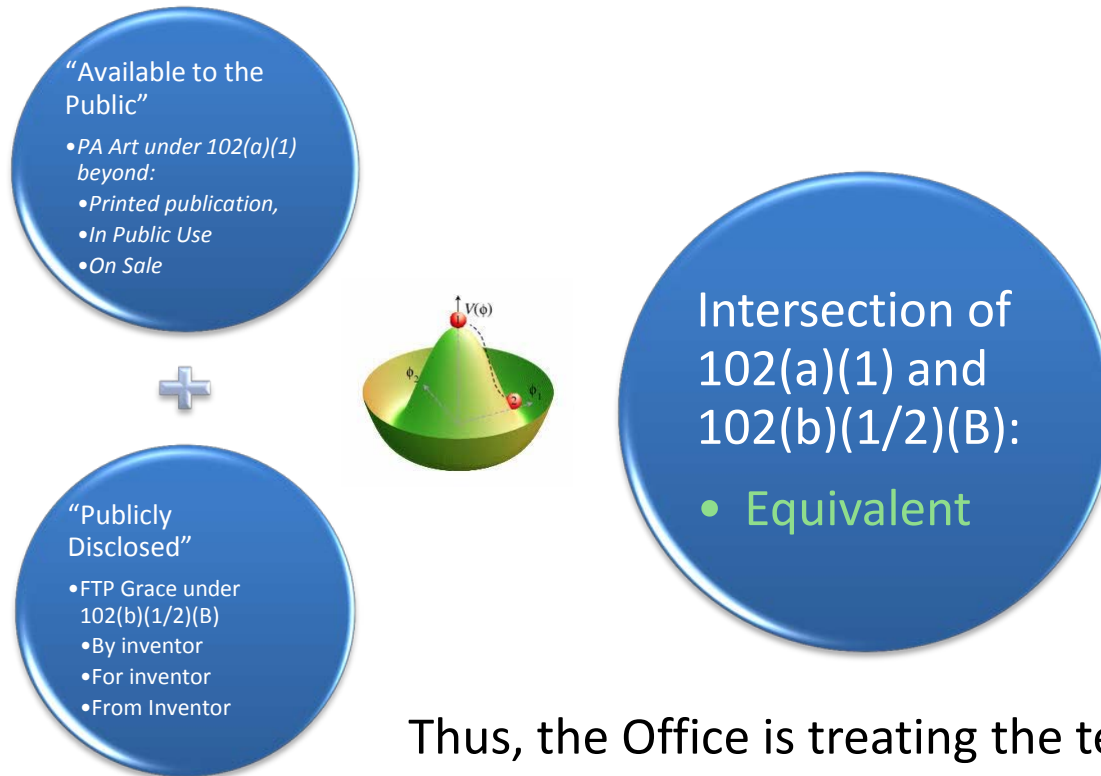 “Available to the
Public”
•PA Art under 102(a)(1)
beyond:
•Printed publication,
•In Public Use
•On Sale
V(ϕ)
1
ϕ2
ϕ1
2
“Publicly
Disclosed”
•FTP Grace under
102(b)(1/2)(B)
•By inventor
•For inventor
•From Inventor
Intersection of
102(a)(1) and
102(b)(1/2)(B):
• Equivalent
Thus, the Office is treating the